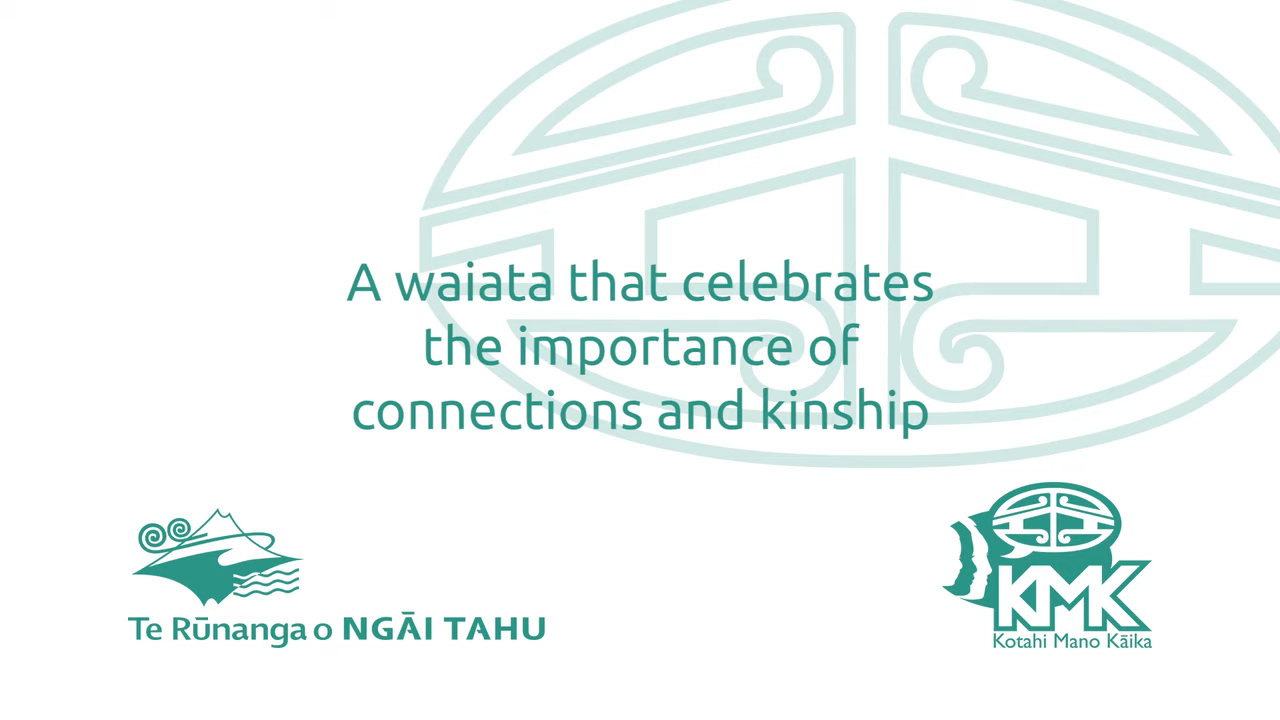 A waiata that celebrates
the importance of
connections and kinship
Te Rūnanga o NGĀI TAHU
KMK
Kotahi Mano Kāika